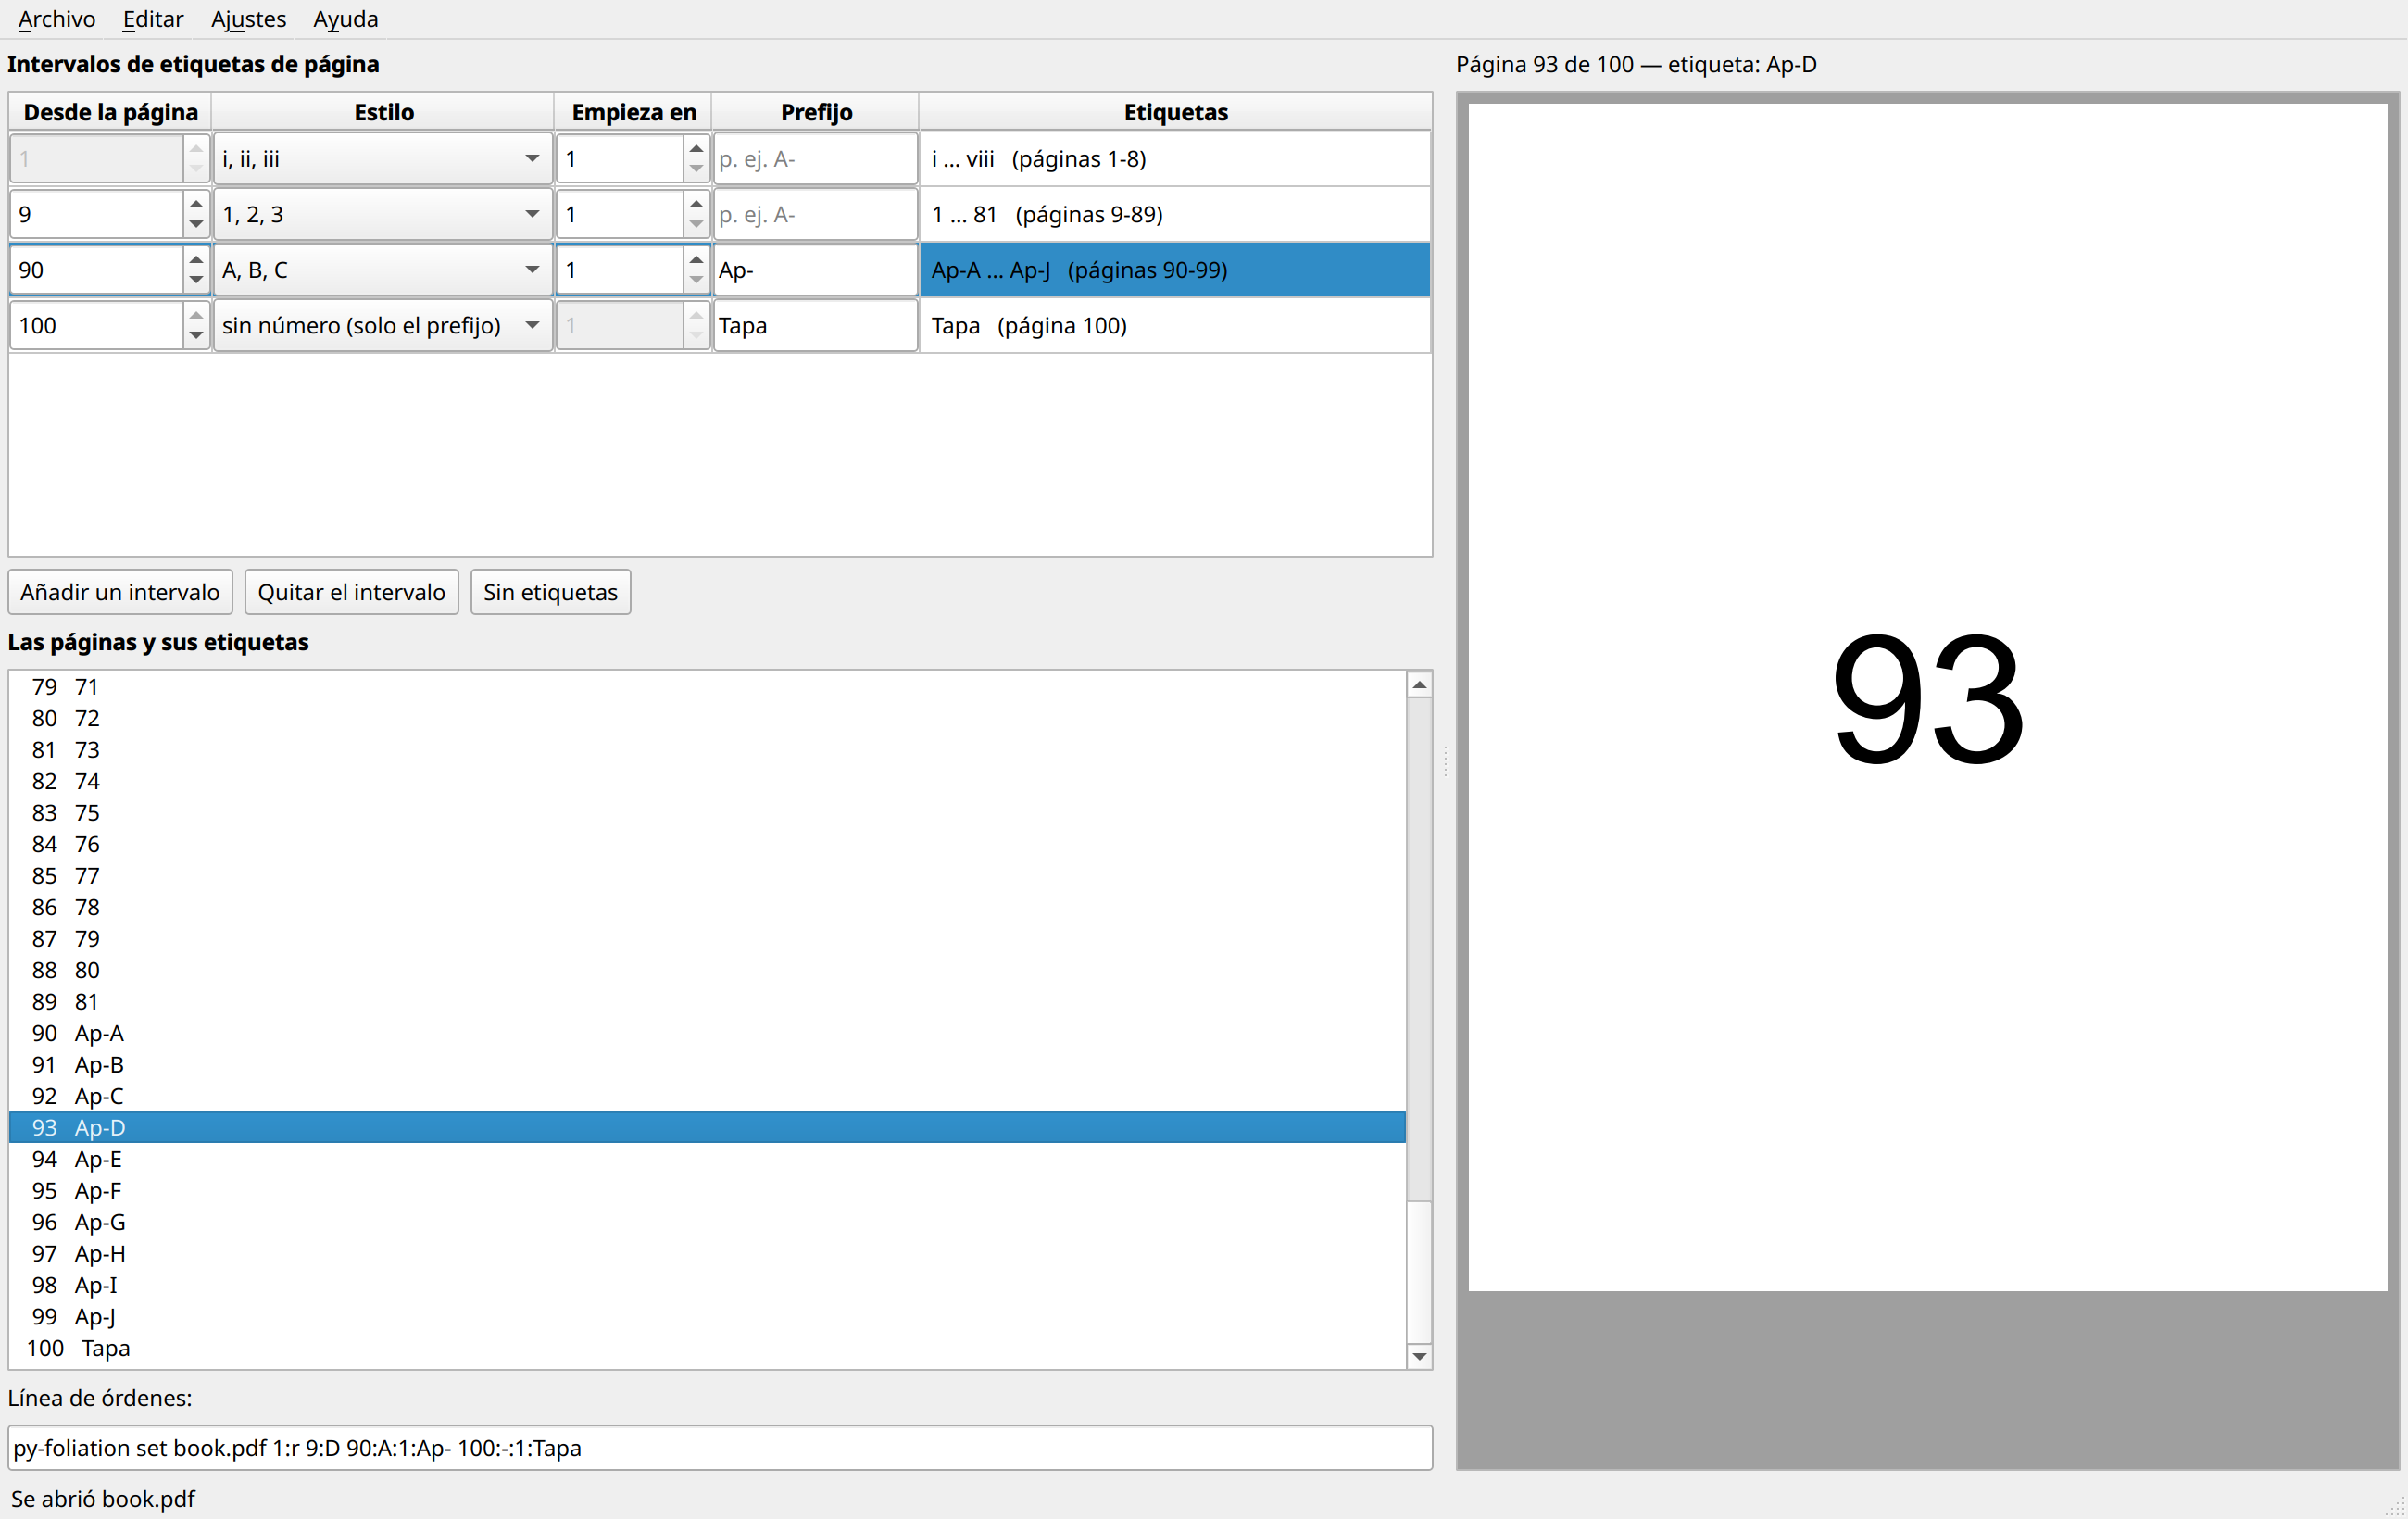 Archivo Editar Ajustes Ayuda
Intervalos de etiquetas de página
Desde la página Estilo Empieza en Prefijo Etiquetas
1 i, ii, iii 1 p. ej. A- i ... viii (páginas 1-8)
9 1, 2, 3 1 p. ej. A- 1 ... 81 (páginas 9-89)
90 A, B, C 1 Ap- Ap-A ... Ap-J (páginas 90-99)
100 sin número (solo el prefijo) 1 Tapa Tapa (página 100)
Añadir un intervalo Quitar el intervalo Sin etiquetas
Las páginas y sus etiquetas
79 71
80 72
81 73
82 74
83 75
84 76
85 77
86 78
87 79
88 80
89 81
90 Ap-A
91 Ap-B
92 Ap-C
93 Ap-D
94 Ap-E
95 Ap-F
96 Ap-G
97 Ap-H
98 Ap-I
99 Ap-J
100 Tapa
Línea de órdenes:
py-foliation set book.pdf 1:r 9:D 90:A:1:Ap- 100:-:1:Tapa
Se abrió book.pdf
Página 93 de 100 — etiqueta: Ap-D
93